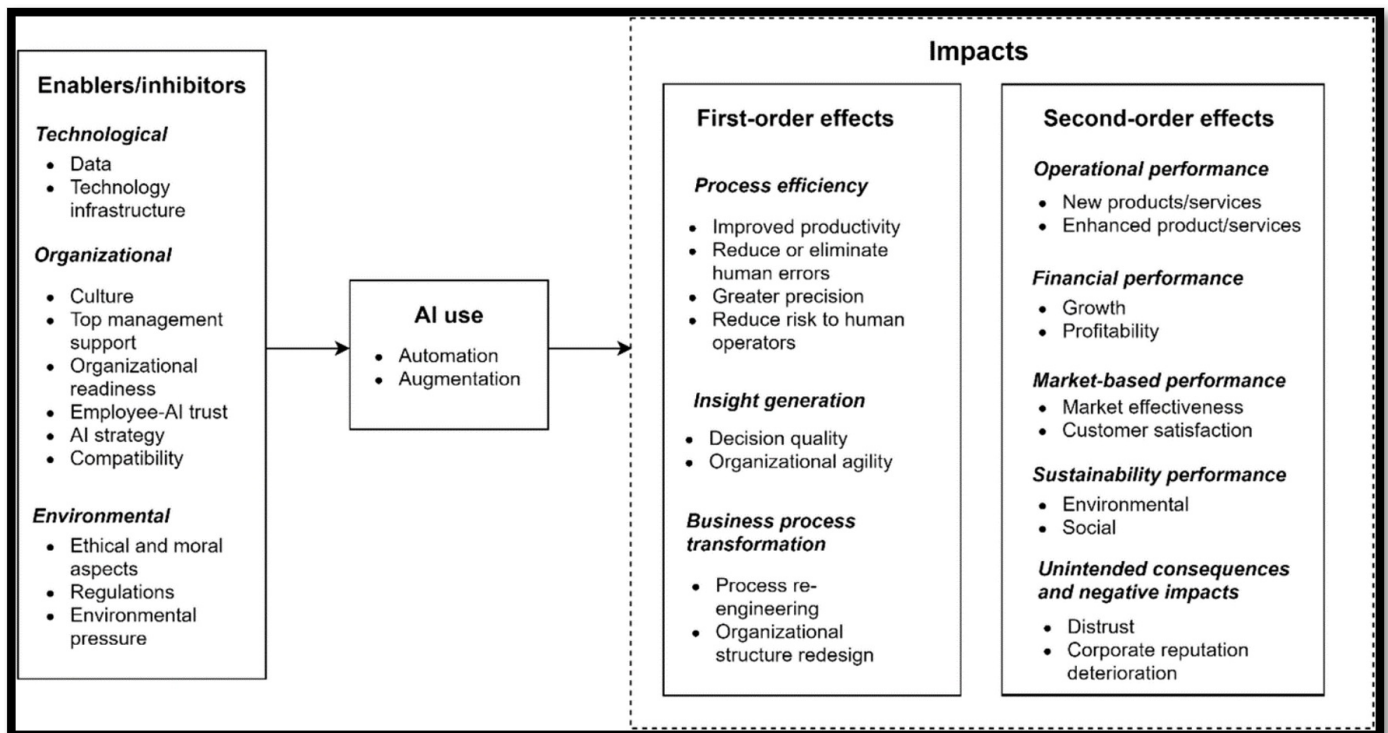 Enablers/inhibitors
Technological
• Data
• Technology
infrastructure
Organizational
• Culture
• Top management
support
• Organizational
readiness
• Employee-AI trust
• AI strategy
• Compatibility
Environmental
• Ethical and moral
aspects
• Regulations
• Environmental
pressure
AI use
• Automation
• Augmentation
Impacts
First-order effects
Process efficiency
• Improved productivity
• Reduce or eliminate
human errors
• Greater precision
• Reduce risk to human
operators
Insight generation
• Decision quality
• Organizational agility
Business process
transformation
• Process re-
engineering
• Organizational
structure redesign
Second-order effects
Operational performance
• New products/services
• Enhanced product/services
Financial performance
• Growth
• Profitability
Market-based performance
• Market effectiveness
• Customer satisfaction
Sustainability performance
• Environmental
• Social
Unintended consequences
and negative impacts
• Distrust
• Corporate reputation
deterioration